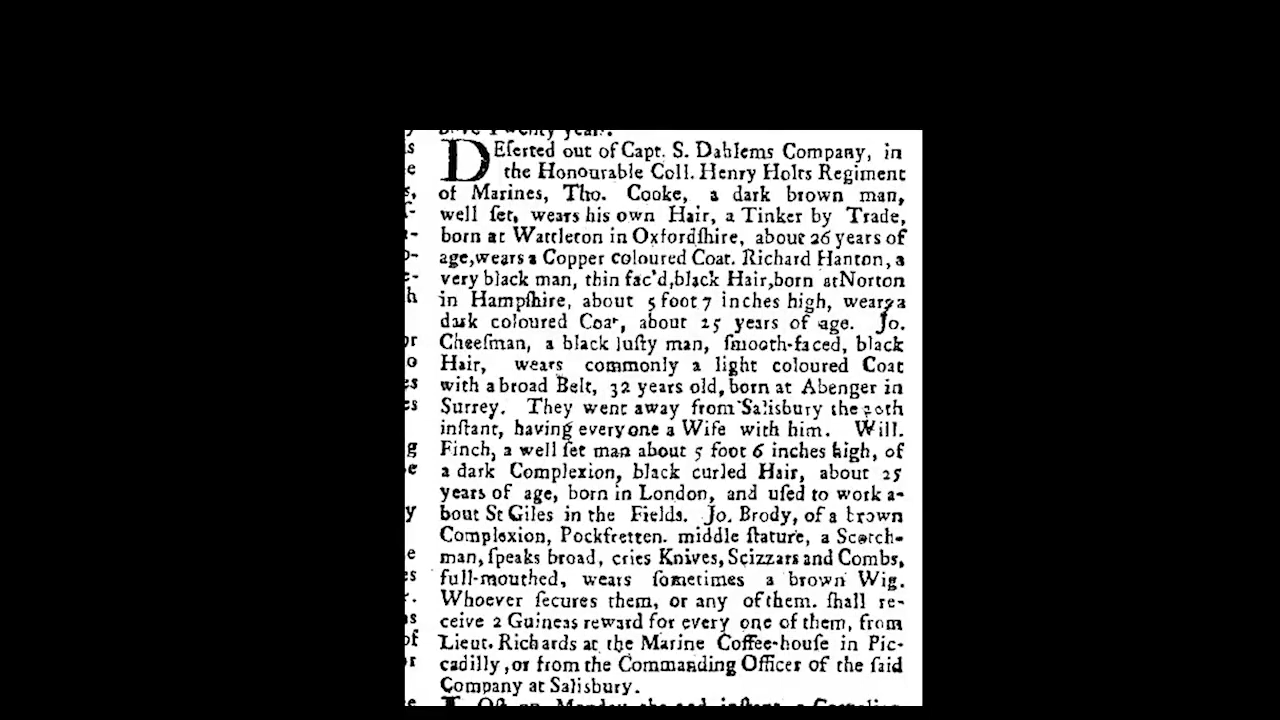 DEserted out of Capt. S. Dahlems Company, in
the Honourable Coll. Henry Holts Regiment
of Marines, Tho. Cooke, a dark brown man,
well ſet, wears his own Hair, a Tinker by Trade,
born at Wattleton in Oxfordſhire, about 26 years of
age,wears a Copper coloured Coat. Richard Hanton, a
very black man, thin fac'd,black Hair,born at Norton
in Hampſhire, about 5 foot 7 inches high, wears a
dark coloured Coat, about 25 years of age. Jo.
Cheeſman, a black luſty man, ſmooth-faced, black
Hair, wears commonly a light coloured Coat
with a broad Belt, 32 years old, born at Abenger in
Surrey. They went away from Salisbury the 20th
inſtant, having every one a Wife with him. Will.
Finch, a well ſet man about 5 foot 6 inches high, of
a dark Complexion, black curled Hair, about 25
years of age, born in London, and uſed to work a-
bout St Giles in the Fields. Jo. Brody, of a brown
Complexion, Pockfretten. middle ſtature, a Scotch-
man, ſpeaks broad, cries Knives, Scizzars and Combs,
full-mouthed, wears ſometimes a brown Wig.
Whoever ſecures them, or any of them. ſhall re-
ceive 2 Guineas reward for every one of them, from
Lieut. Richards at the Marine Coffee-houſe in Pic-
cadilly, or from the Commanding Officer of the ſaid
Company at Salisbury.